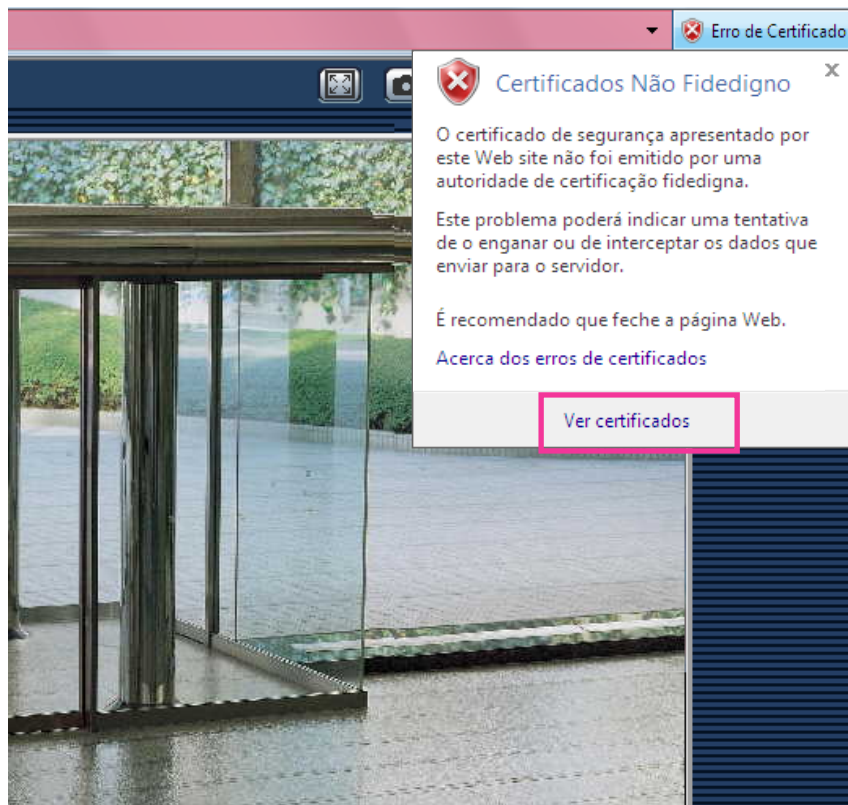 Erro de Certificado
Certificados Não Fidedigno
O certificado de segurança apresentado por
este Web site não foi emitido por uma
autoridade de certificação fidedigna.
Este problema poderá indicar uma tentativa
de o enganar ou de interceptar os dados que
enviar para o servidor.
É recomendado que feche a página Web.
Acerca dos erros de certificados
Ver certificados